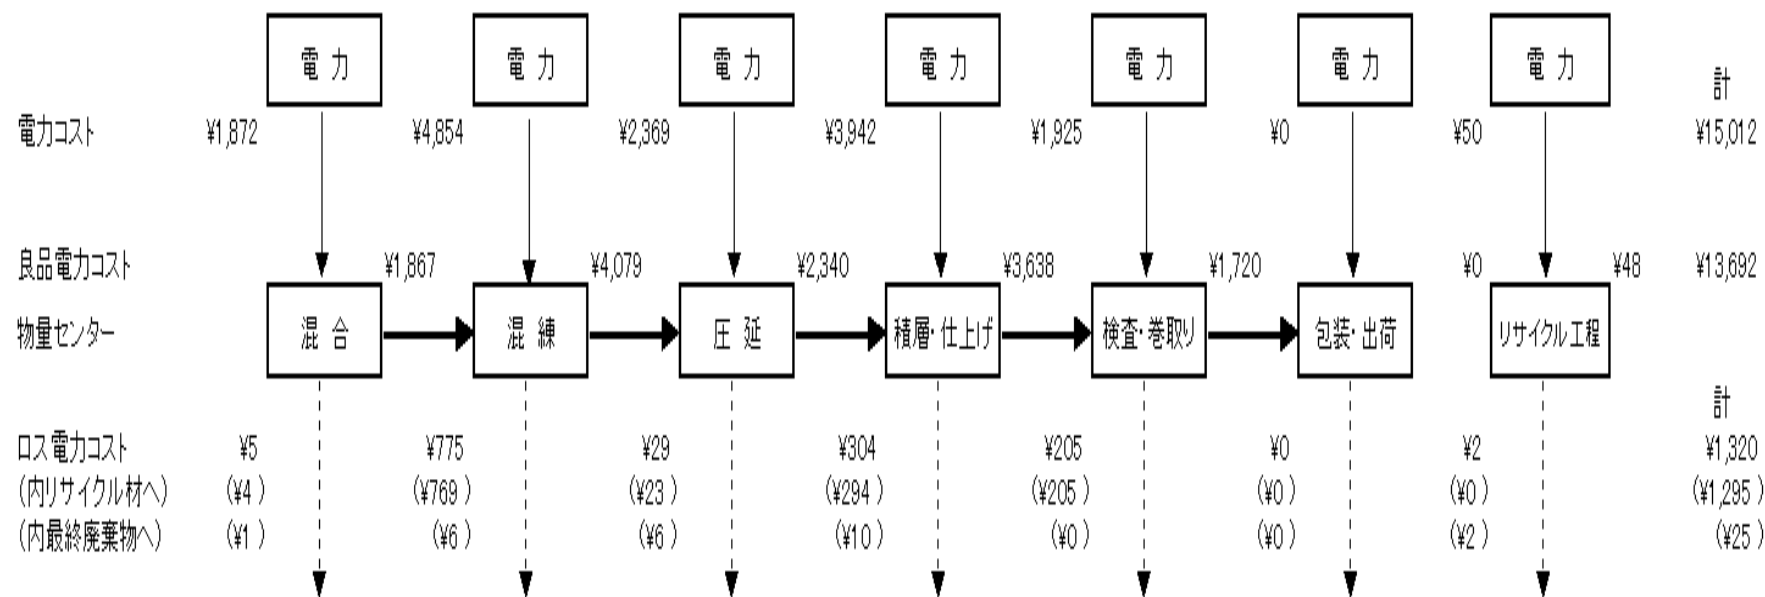 電力 電力 電力 電力 電力 電力 電力
計
電力コスト ¥1,872 ¥4,854 ¥2,369 ¥3,942 ¥1,925 ¥0 ¥50 ¥15,012
良品電力コスト ¥1,867 ¥4,079 ¥2,340 ¥3,638 ¥1,720 ¥0 ¥48 ¥13,692
物量センター 混合 混練 圧延 積層・仕上げ 検査・巻取り 包装・出荷 リサイクル工程
計
ロス電力コスト ¥5 ¥775 ¥29 ¥304 ¥205 ¥0 ¥2 ¥1,320
(内リサイクル材へ) (¥4 ) (¥769 ) (¥23 ) (¥294 ) (¥205 ) (¥0 ) (¥0 ) (¥1,295 )
(内最終廃棄物へ) (¥1 ) (¥6 ) (¥6 ) (¥10 ) (¥0 ) (¥0 ) (¥2 ) (¥25 )